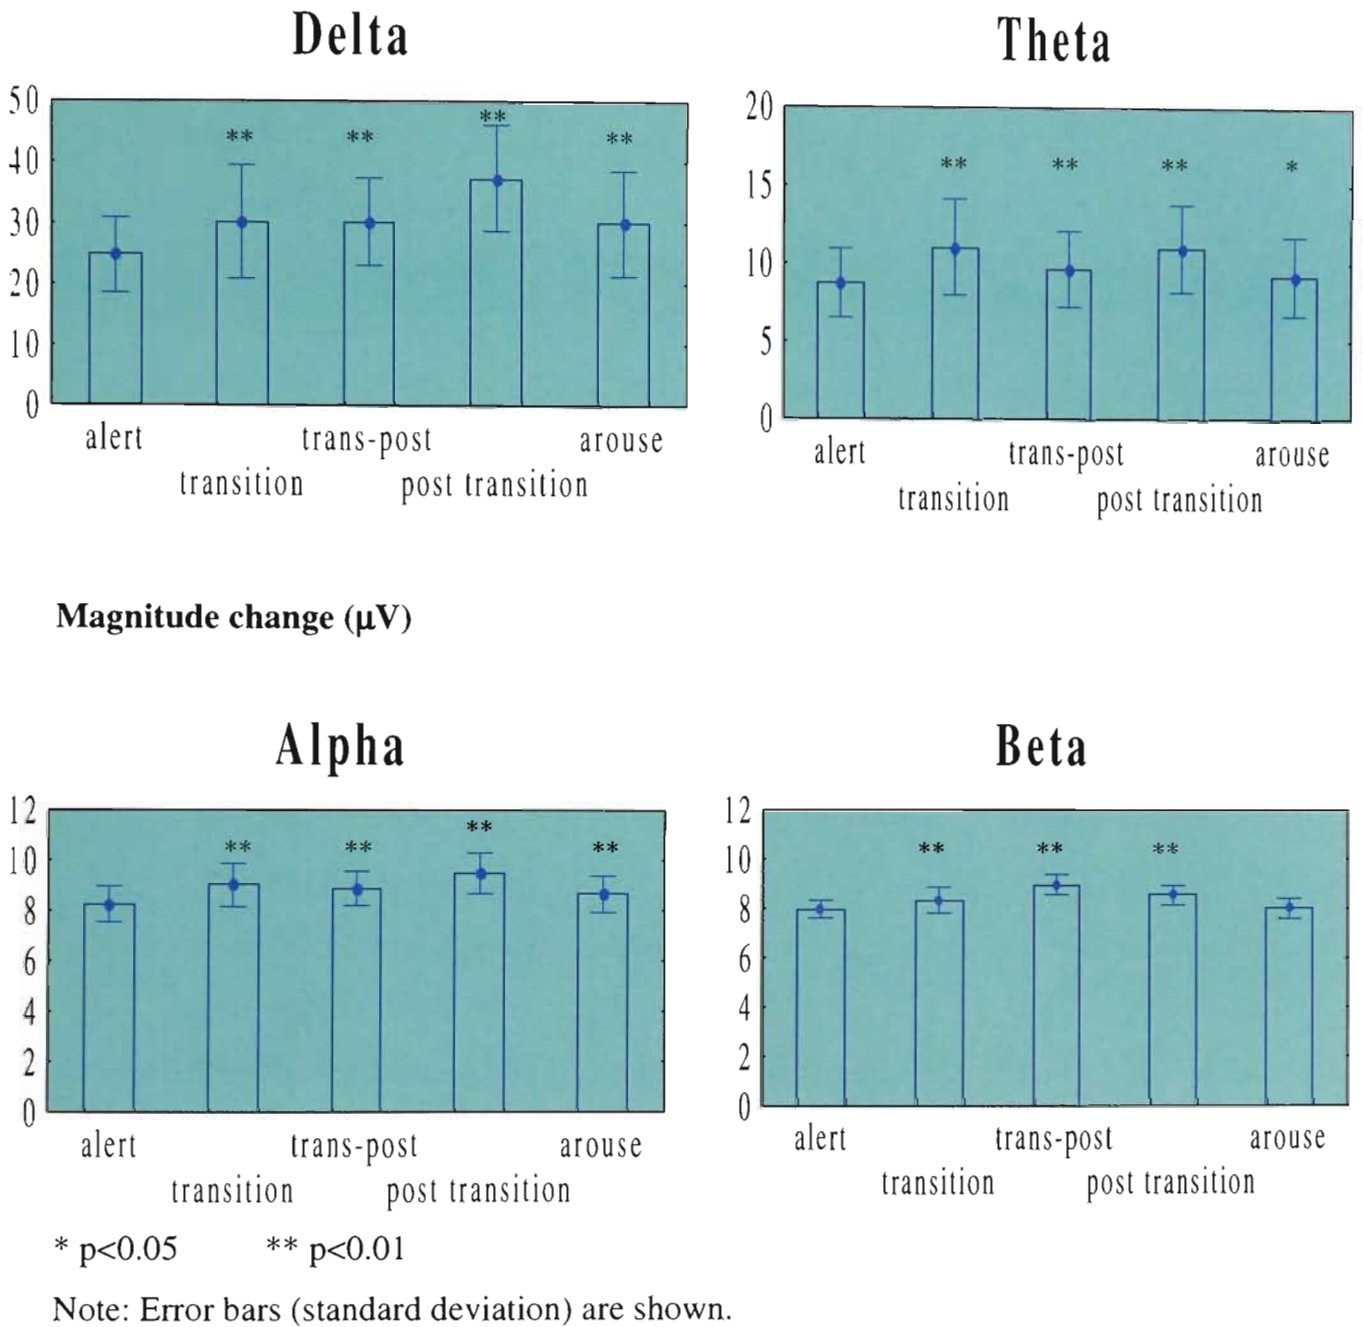 Delta
50
40
30
20
10
0
** ** ** **
alert trans-post arouse
transition post transition
Theta
20
15
10
5
0
** ** ** *
alert trans-post arouse
transition post transition
Magnitude change (μV)
Alpha
12
10
8
6
4
2
0
** ** ** **
alert trans-post arouse
transition post transition
Beta
12
10
8
6
4
2
0
** ** **
alert trans-post arouse
transition post transition
* p<0.05 ** p<0.01
Note: Error bars (standard deviation) are shown.